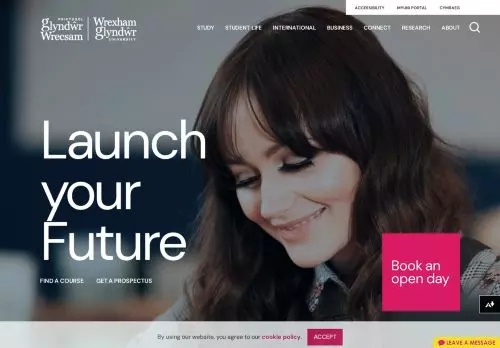 ACCESSIBILITY MYUNI PORTAL CYMRAEG
PRIFYSGOL
glyndŵr
Wrecsam
Wrexham
glyndŵr
UNIVERSITY
STUDY STUDENT LIFE INTERNATIONAL BUSINESS CONNECT RESEARCH ABOUT
Launch
your
Future
FIND A COURSE GET A PROSPECTUS
Book an
open day
By using our website, you agree to our cookie policy. ACCEPT
LEAVE A MESSAGE